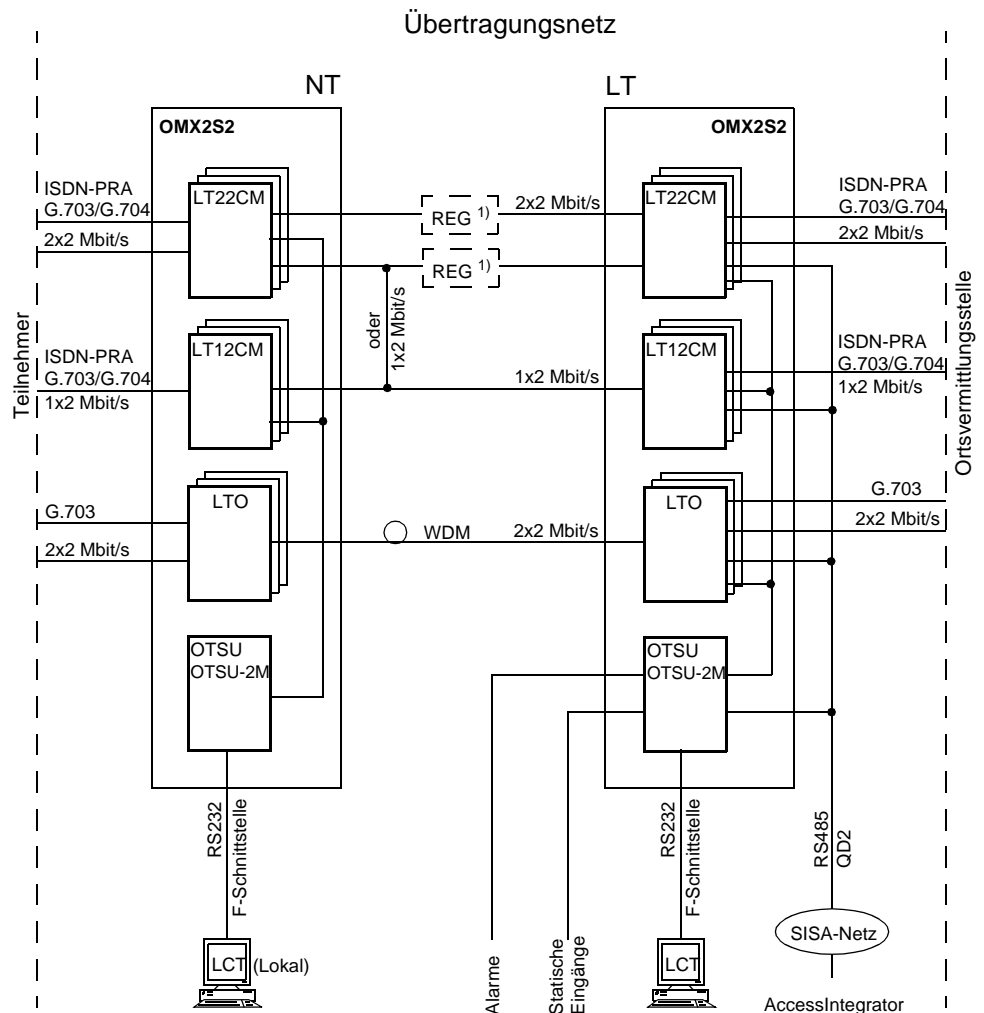 Übertragungsnetz
NT
LT
OMX2S2
OMX2S2
ISDN-PRA
G.703/G.704
2x2 Mbit/s
LT22CM
REG 1)
2x2 Mbit/s
LT22CM
ISDN-PRA
G.703/G.704
2x2 Mbit/s
REG 1)
oder
1x2 Mbit/s
Teilnehmer
Ortsvermittlungsstelle
ISDN-PRA
G.703/G.704
1x2 Mbit/s
LT12CM
1x2 Mbit/s
LT12CM
ISDN-PRA
G.703/G.704
1x2 Mbit/s
G.703
2x2 Mbit/s
LTO
WDM
2x2 Mbit/s
LTO
G.703
2x2 Mbit/s
OTSU
OTSU-2M
OTSU
OTSU-2M
RS232
F-Schnittstelle
RS232
F-Schnittstelle
RS485
QD2
LCT
(Lokal)
Alarme
Statische
Eingänge
LCT
SISA-Netz
AccessIntegrator